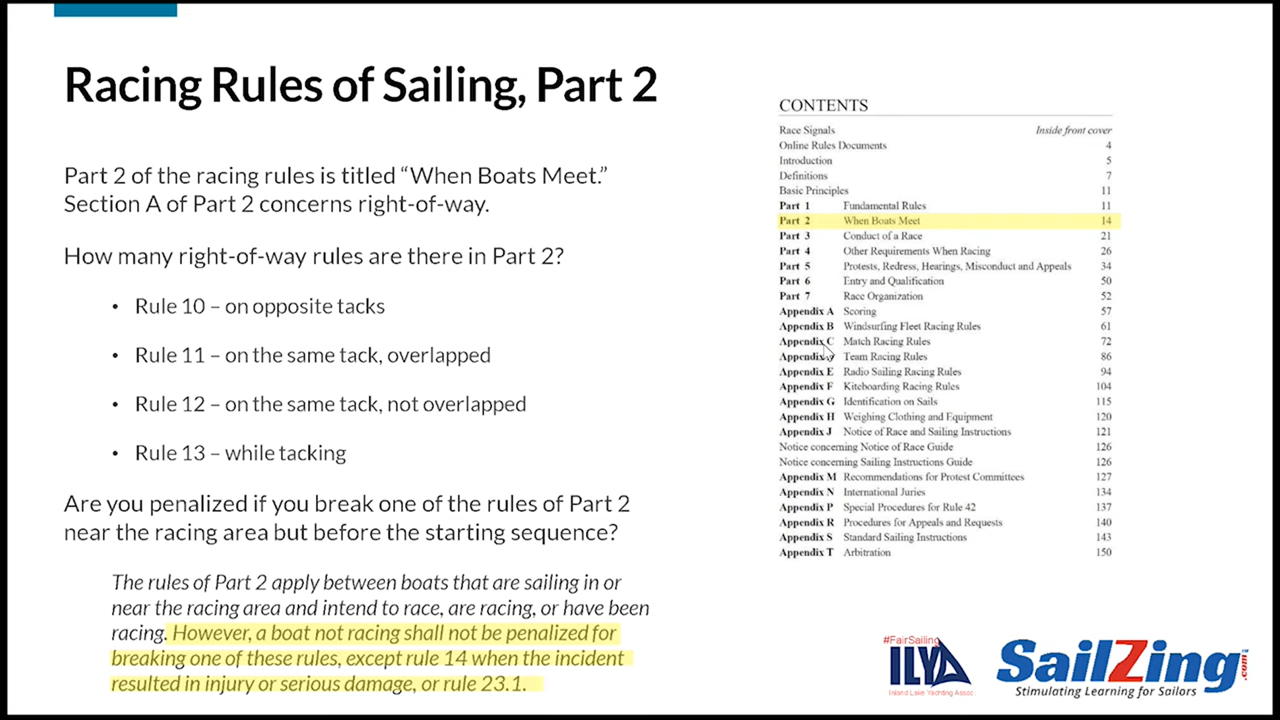 Racing Rules of Sailing, Part 2
Part 2 of the racing rules is titled “When Boats Meet.”
Section A of Part 2 concerns right-of-way.
How many right-of-way rules are there in Part 2?
• Rule 10 – on opposite tacks
• Rule 11 – on the same tack, overlapped
• Rule 12 – on the same tack, not overlapped
• Rule 13 – while tacking
Are you penalized if you break one of the rules of Part 2
near the racing area but before the starting sequence?
The rules of Part 2 apply between boats that are sailing in or
near the racing area and intend to race, are racing, or have been
racing. However, a boat not racing shall not be penalized for
breaking one of these rules, except rule 14 when the incident
resulted in injury or serious damage, or rule 23.1.
CONTENTS
Race Signals Inside front cover
Online Rules Documents 4
Introduction 5
Definitions 7
Basic Principles 11
Part 1 Fundamental Rules 11
Part 2 When Boats Meet 14
Part 3 Conduct of a Race 21
Part 4 Other Requirements When Racing 26
Part 5 Protests, Redress, Hearings, Misconduct and Appeals 34
Part 6 Entry and Qualification 50
Part 7 Race Organization 52
Appendix A Scoring 57
Appendix B Windsurfing Fleet Racing Rules 61
Appendix C Match Racing Rules 72
Appendix Team Racing Rules 86
Appendix E Radio Sailing Racing Rules 94
Appendix F Kiteboarding Racing Rules 104
Appendix G Identification on Sails 115
Appendix H Weighing Clothing and Equipment 120
Appendix J Notice of Race and Sailing Instructions 121
Notice concerning Notice of Race Guide 126
Notice concerning Sailing Instructions Guide 126
Appendix M Recommendations for Protest Committees 127
Appendix N International Juries 134
Appendix P Special Procedures for Rule 42 137
Appendix R Procedures for Appeals and Requests 140
Appendix S Standard Sailing Instructions 143
Appendix T Arbitration 150
#FairSailing
ILYA
Inland Lake Yachting Assoc.
SailZing.com™
Stimulating Learning for Sailors